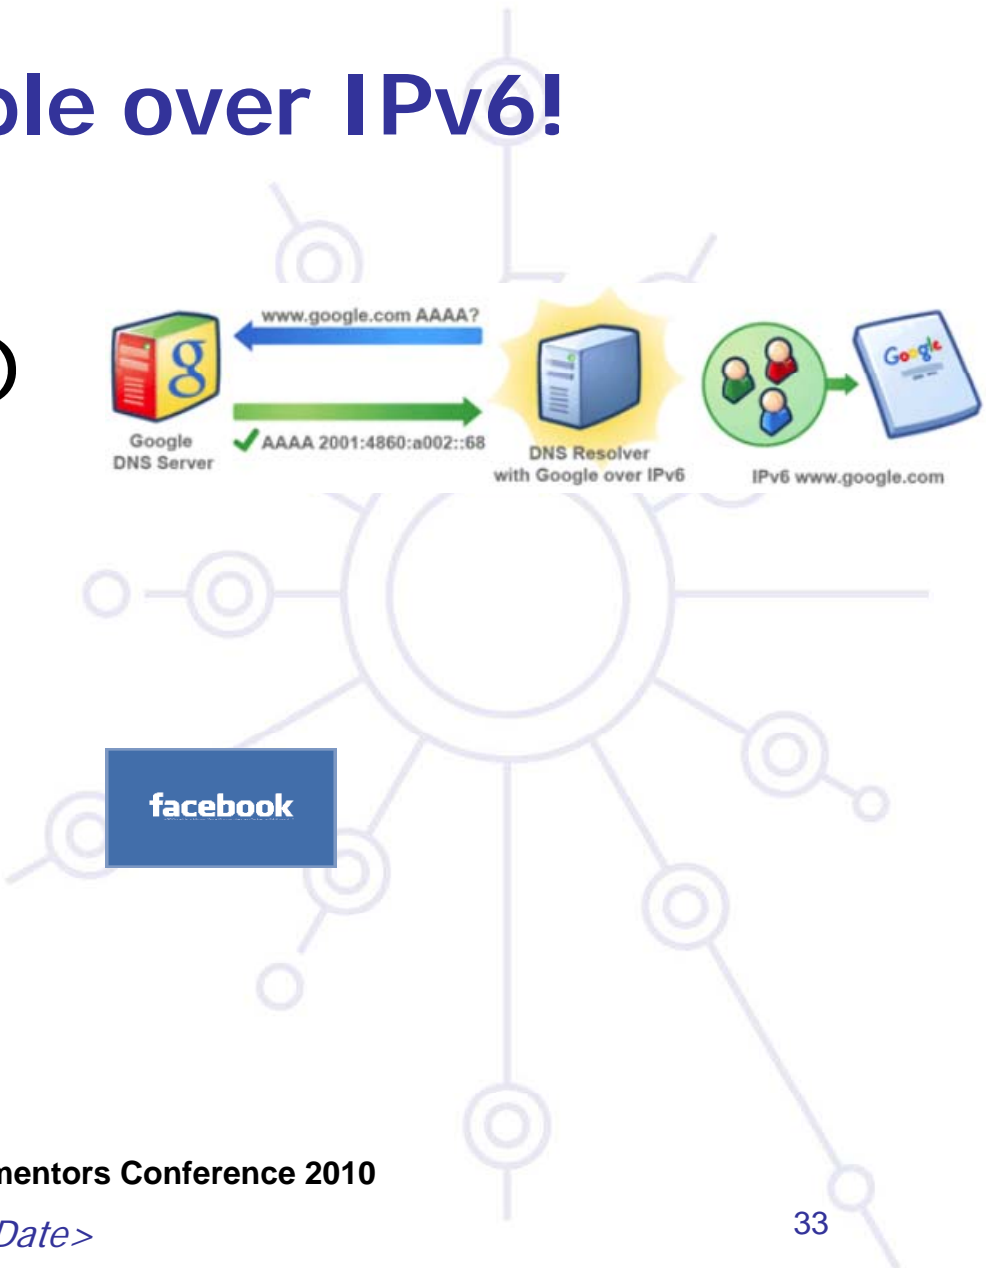 ple over IPv6!
)
www.google.com AAAA?
g
Google
AAAA 2001:4860:a002::68
Google
DNS Server
DNS Resolver
with Google over IPv6
IPv6 www.google.com
facebook
mentors Conference 2010
Date>
33